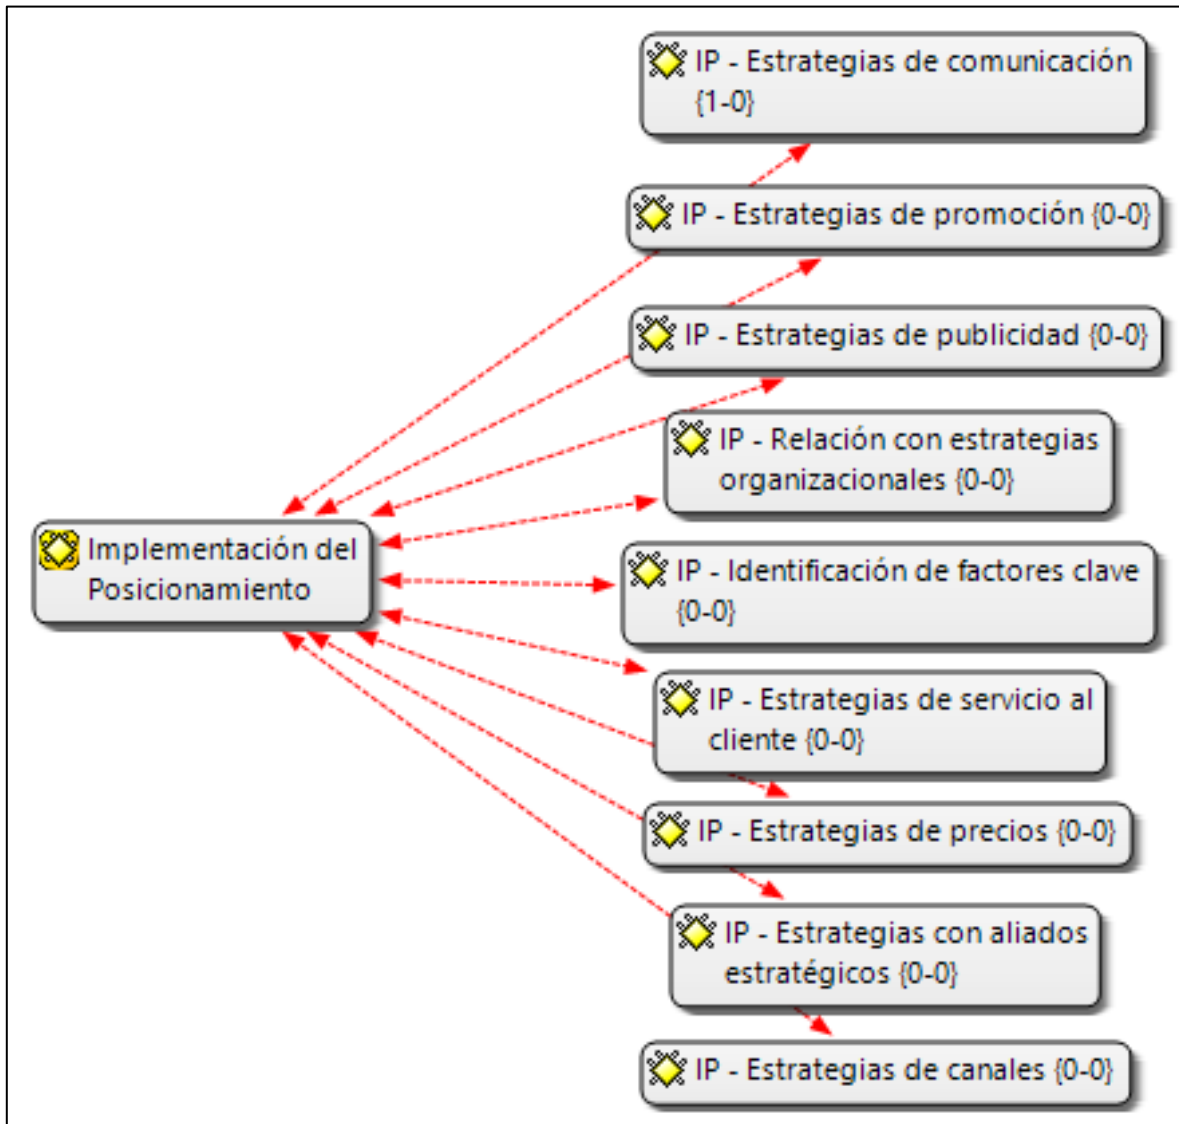 IP - Estrategias de comunicación
{1-0}
IP - Estrategias de promoción {0-0}
IP - Estrategias de publicidad {0-0}
IP - Relación con estrategias
organizacionales {0-0}
Implementación del
Posicionamiento
IP - Identificación de factores clave
{0-0}
IP - Estrategias de servicio al
cliente {0-0}
IP - Estrategias de precios {0-0}
IP - Estrategias con aliados
estratégicos {0-0}
IP - Estrategias de canales {0-0}